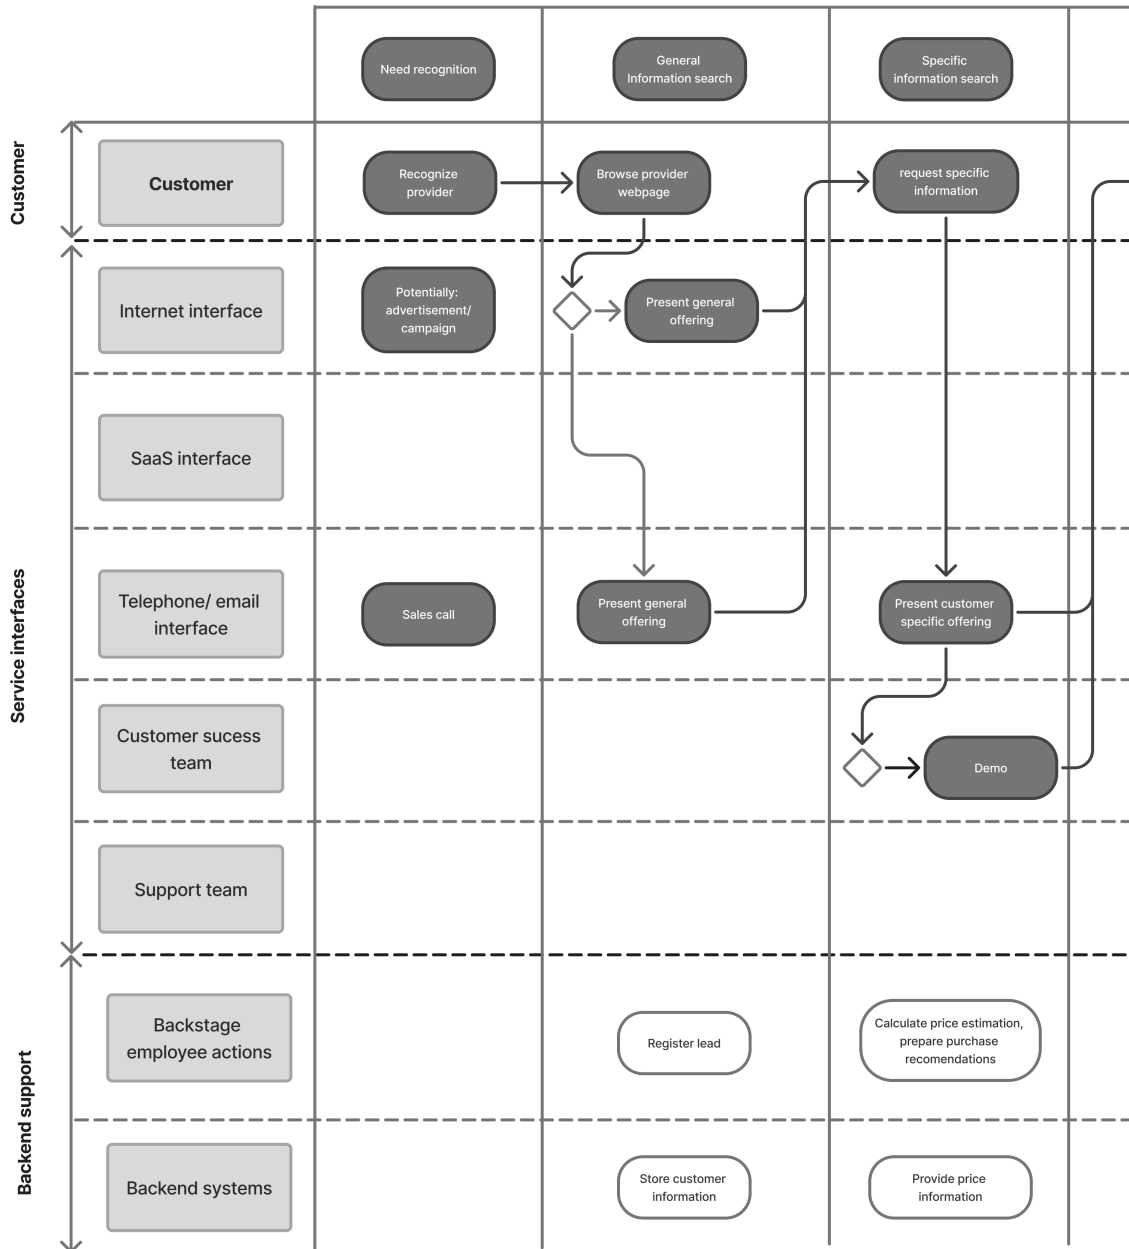 Need recognition
General
Information search
Specific
information search
Customer
Customer
Recognize
provider
Browse provider
webpage
request specific
information
Service interfaces
Internet interface
Potentially:
advertisement/
campaign
Present general
offering
SaaS interface
Telephone/ email
interface
Sales call
Present general
offering
Present customer
specific offering
Customer sucess
team
Demo
Support team
Backend support
Backstage
employee actions
Register lead
Calculate price estimation,
prepare purchase
recomendations
Backend systems
Store customer
information
Provide price
information